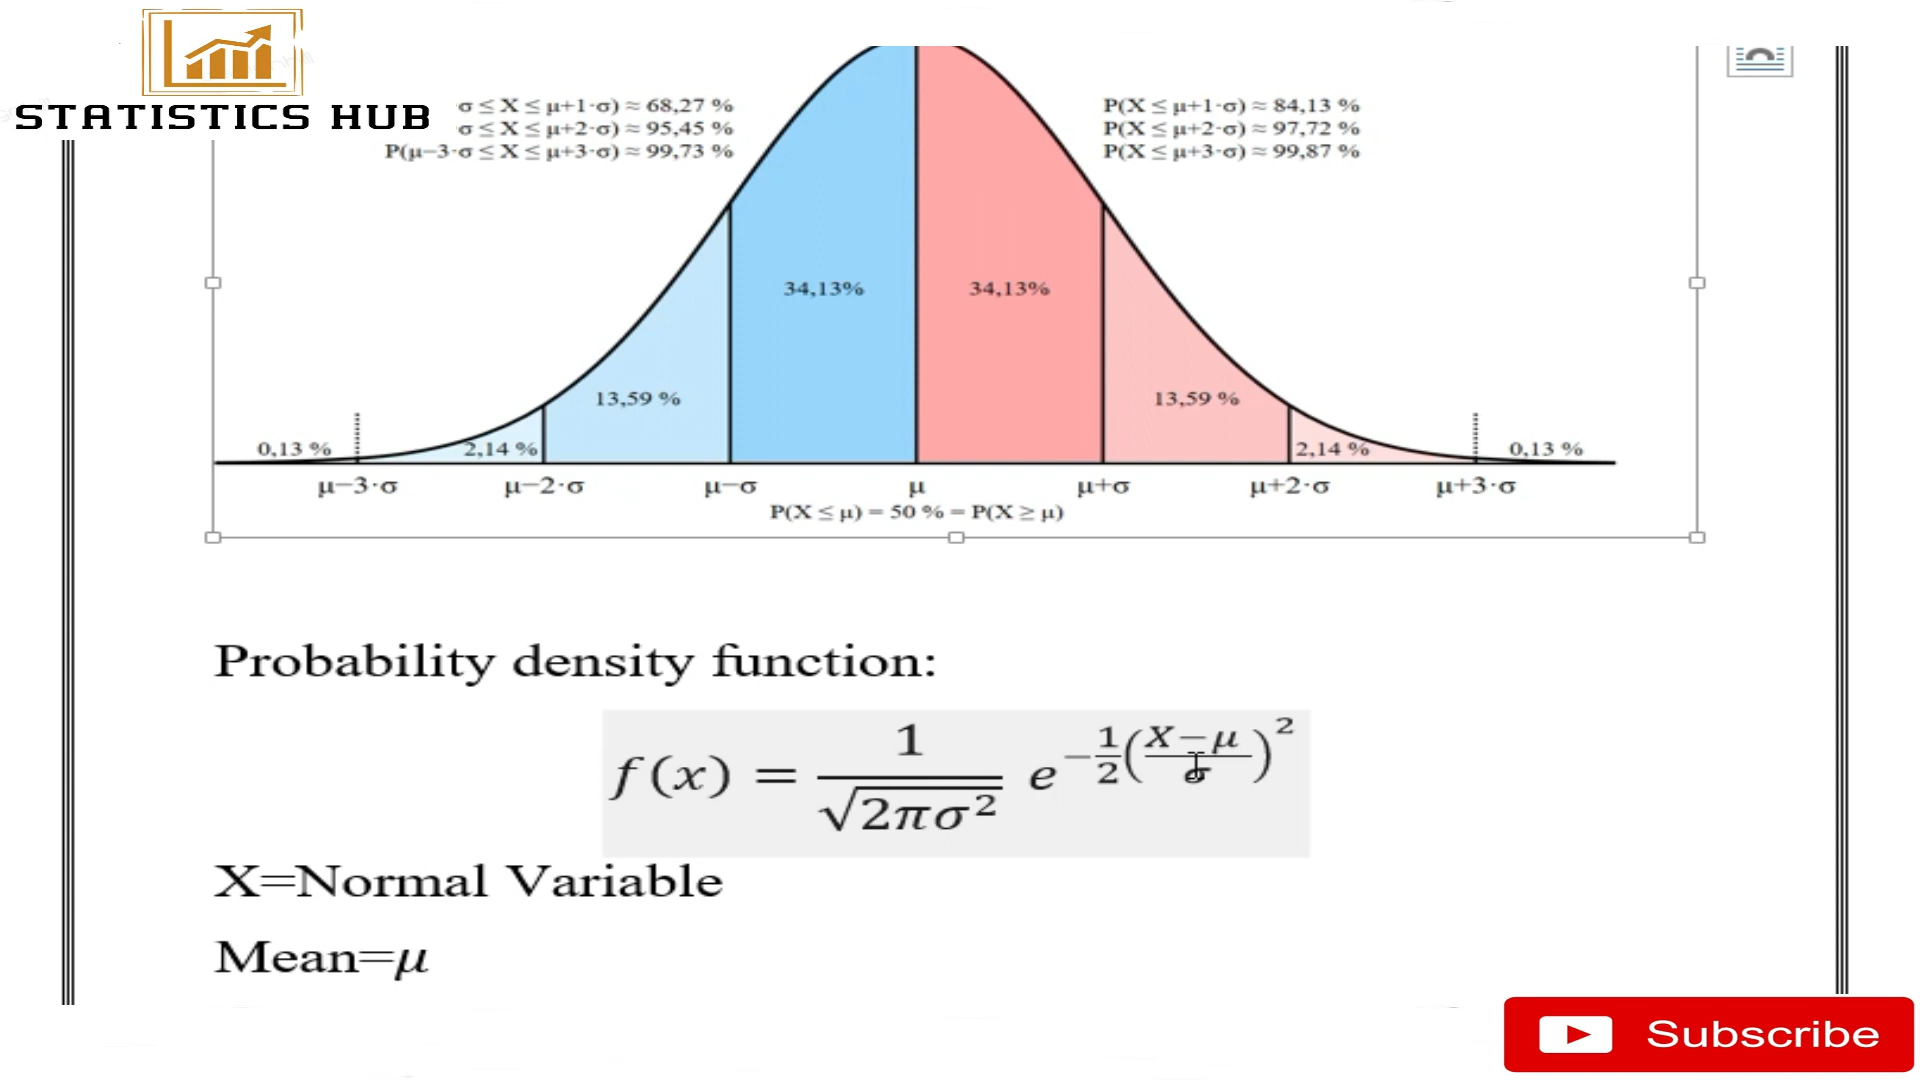 STATISTICS HUB
σ ≤ X ≤ μ+1·σ) ≈ 68,27 %
σ ≤ X ≤ μ+2·σ) ≈ 95,45 %
P(μ−3·σ ≤ X ≤ μ+3·σ) ≈ 99,73 %
P(X ≤ μ+1·σ) ≈ 84,13 %
P(X ≤ μ+2·σ) ≈ 97,72 %
P(X ≤ μ+3·σ) ≈ 99,87 %
34,13% 34,13%
13,59 % 13,59 %
0,13 % 2,14 % 2,14 % 0,13 %
μ−3·σ μ−2·σ μ−σ μ μ+σ μ+2·σ μ+3·σ
P(X ≤ μ) = 50 % = P(X ≥ μ)
Probability density function:
f(x) = 1/√(2πσ²) e^(−1/2((X−μ)/σ)²)
X=Normal Variable
Mean=μ
Subscribe